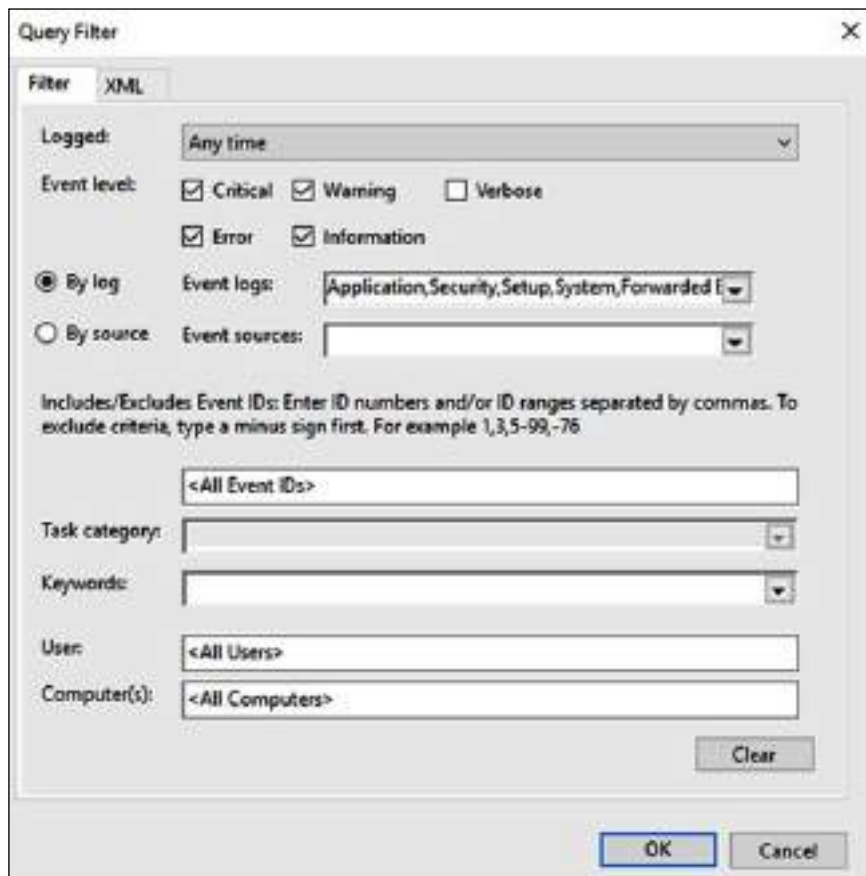 Query Filter
Filter XML
Logged: Any time
Event level: Critical Warning Verbose
Error Information
By log Event logs: Application,Security,Setup,System,Forwarded E
By source Event sources:
Includes/Excludes Event IDs: Enter ID numbers and/or ID ranges separated by commas. To
exclude criteria, type a minus sign first. For example 1,3,5-99,-76
<All Event IDs>
Task category:
Keywords:
User: <All Users>
Computer(s): <All Computers>
Clear
OK Cancel